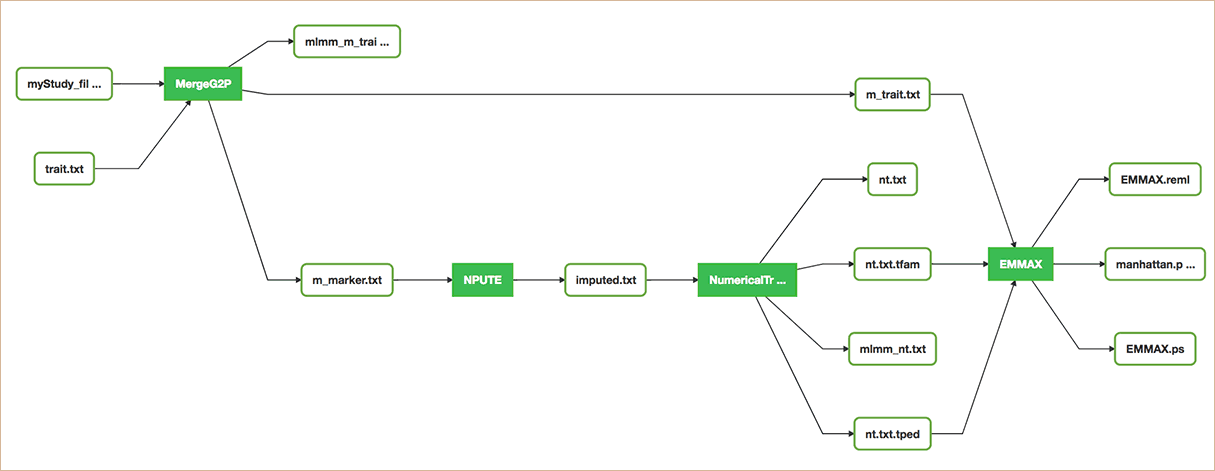 mlmm_m_trai ...
myStudy_fil ...
MergeG2P
m_trait.txt
trait.txt
nt.txt
EMMAX.reml
m_marker.txt
NPUTE
imputed.txt
NumericalTr ...
nt.txt.tfam
EMMAX
manhattan.p ...
mlmm_nt.txt
EMMAX.ps
nt.txt.tped